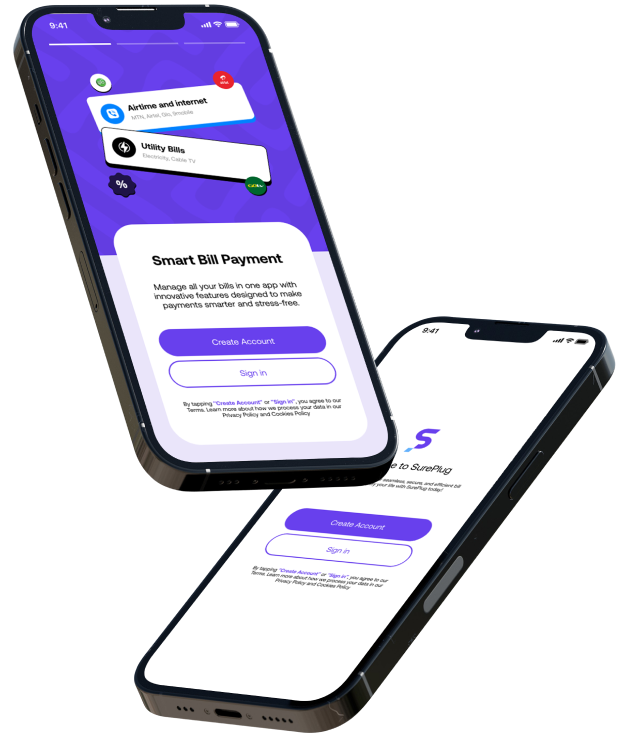 9:41
Airtime and internet
MTN, Airtel, Glo, 9mobile
Utility Bills
Electricity, Cable Tv
%
Smart Bill Payment
Manage all your bills in one app with
innovative features designed to make
payments smarter and stress-free.
Create Account
Sign in
By tapping "Create Account" or "Sign in", you agree to our
Terms. Learn more about how we process your data in our
Privacy Policy and Cookies Policy.
9:41
S
e to SurePlug
seamless, secure, and efficient bill
your life with SurePlug today!
Create Account
Sign in
By tapping "Create Account" or "Sign in", you agree to our
Terms. Learn more about how we process your data in our
Privacy Policy and Cookies Policy.